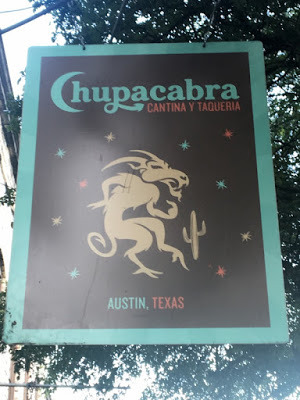 Chupacabra
CANTINA Y TAQUERIA
AUSTIN, TEXAS